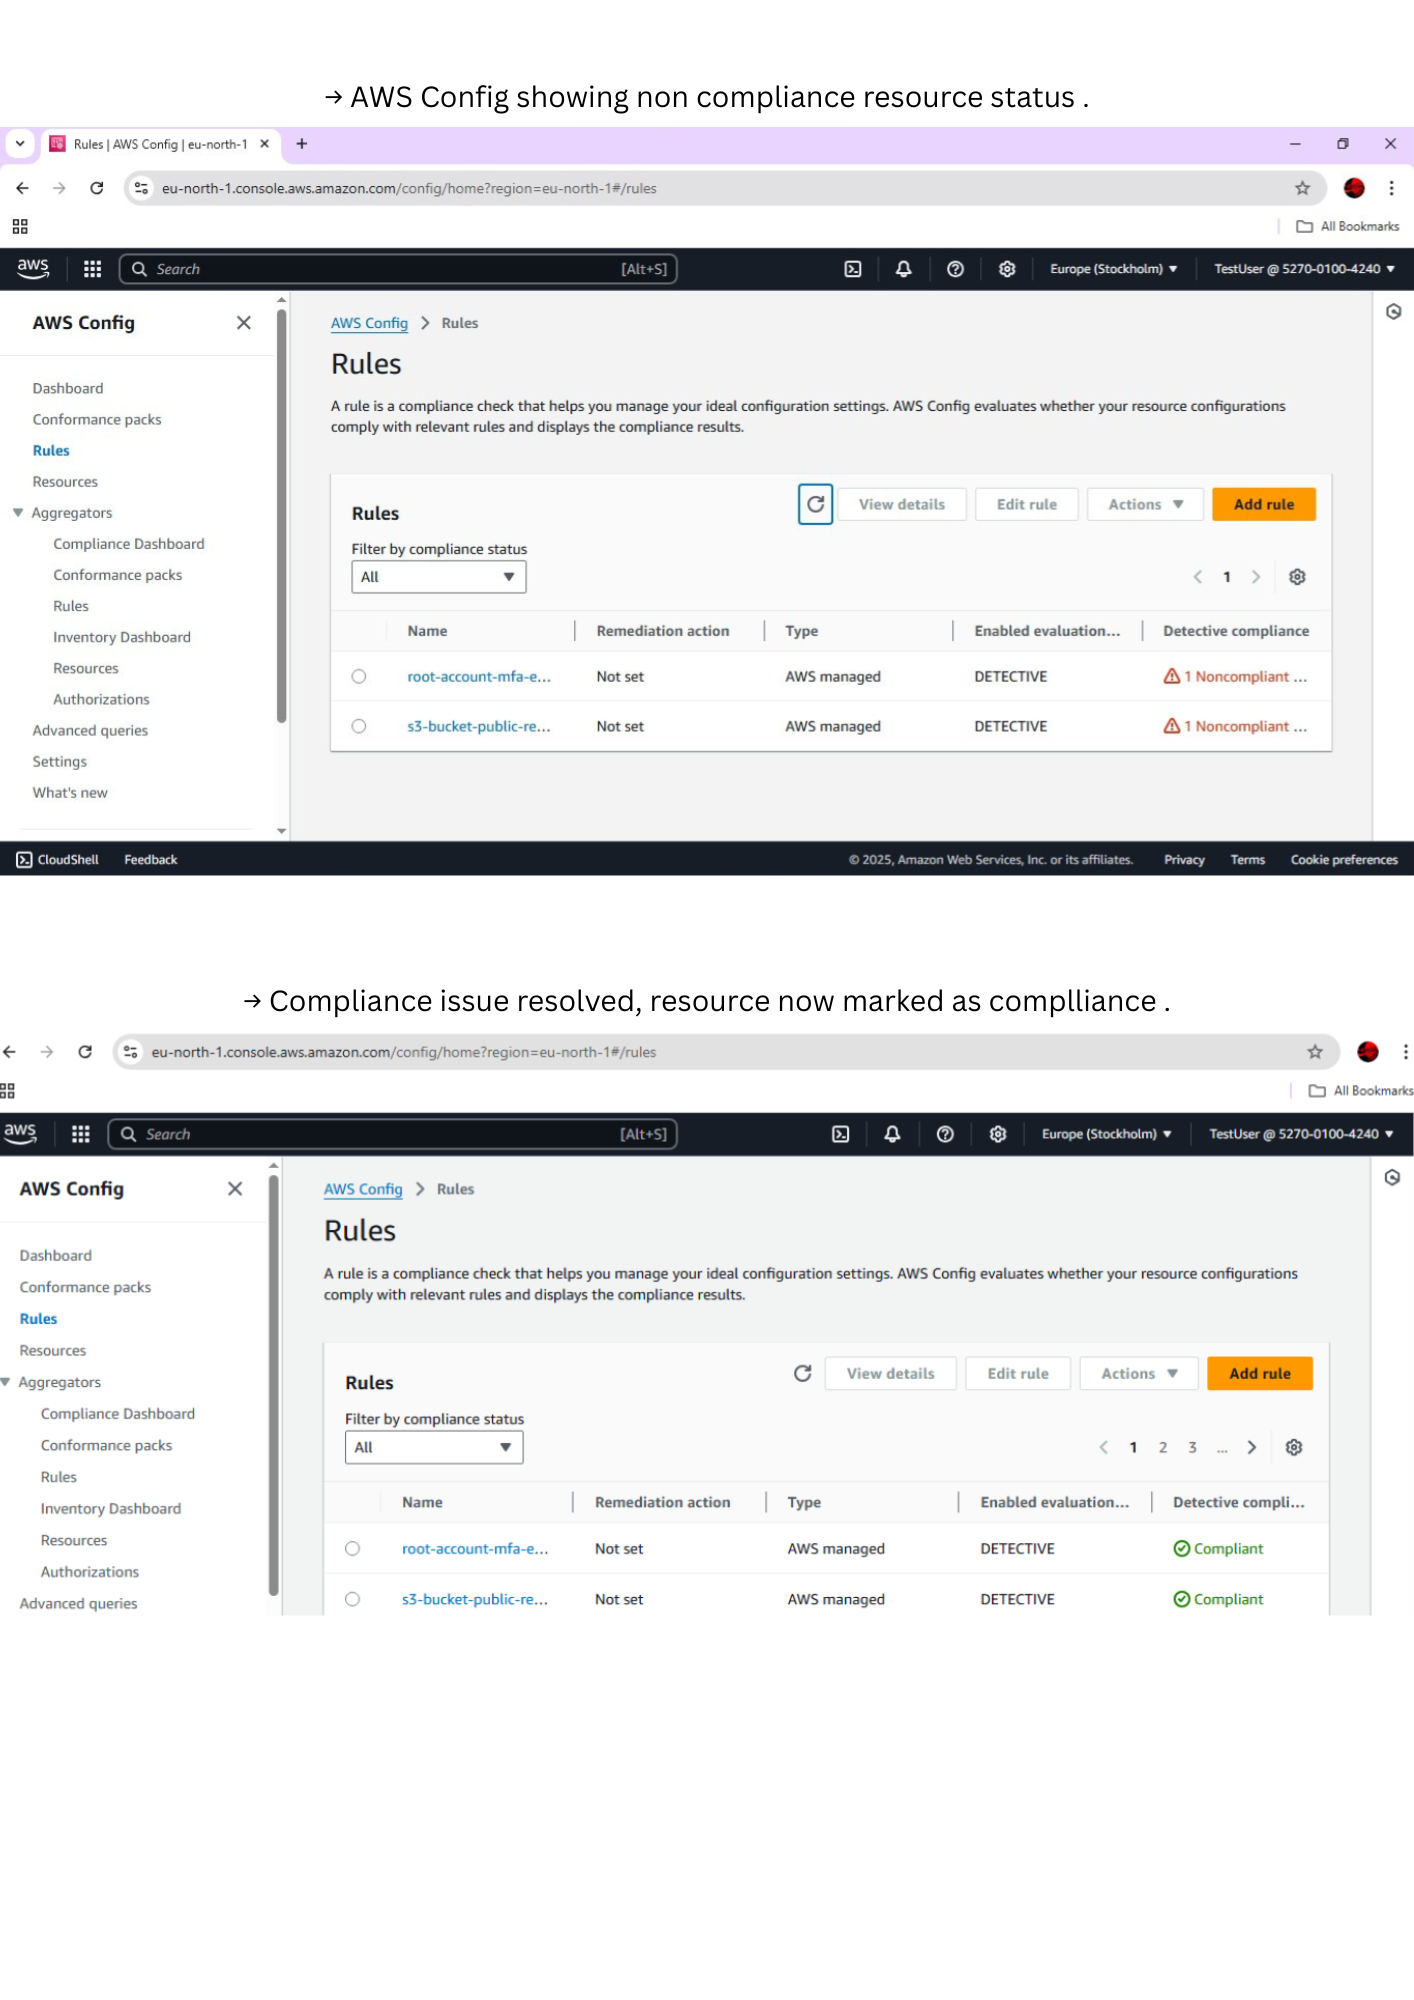 → AWS Config showing non compliance resource status .
Rules | AWS Config | eu-north-1
eu-north-1.console.aws.amazon.com/config/home?region=eu-north-1#/rules
All Bookmarks
aws Search [Alt+S] Europe (Stockholm) TestUser @ 5270-0100-4240
AWS Config
Dashboard
Conformance packs
Rules
Resources
Aggregators
Compliance Dashboard
Conformance packs
Rules
Inventory Dashboard
Resources
Authorizations
Advanced queries
Settings
What's new
AWS Config > Rules
Rules
A rule is a compliance check that helps you manage your ideal configuration settings. AWS Config evaluates whether your resource configurations
comply with relevant rules and displays the compliance results.
Rules View details Edit rule Actions Add rule
Filter by compliance status
All 1
Name Remediation action Type Enabled evaluation... Detective compliance
root-account-mfa-e... Not set AWS managed DETECTIVE 1 Noncompliant ...
s3-bucket-public-re... Not set AWS managed DETECTIVE 1 Noncompliant ...
CloudShell Feedback © 2025, Amazon Web Services, Inc. or its affiliates. Privacy Terms Cookie preferences
→ Compliance issue resolved, resource now marked as complliance .
eu-north-1.console.aws.amazon.com/config/home?region=eu-north-1#/rules
All Bookmarks
aws Search [Alt+S] Europe (Stockholm) TestUser @ 5270-0100-4240
AWS Config
Dashboard
Conformance packs
Rules
Resources
Aggregators
Compliance Dashboard
Conformance packs
Rules
Inventory Dashboard
Resources
Authorizations
Advanced queries
AWS Config > Rules
Rules
A rule is a compliance check that helps you manage your ideal configuration settings. AWS Config evaluates whether your resource configurations
comply with relevant rules and displays the compliance results.
Rules View details Edit rule Actions Add rule
Filter by compliance status
All 1 2 3 ...
Name Remediation action Type Enabled evaluation... Detective compli...
root-account-mfa-e... Not set AWS managed DETECTIVE Compliant
s3-bucket-public-re... Not set AWS managed DETECTIVE Compliant